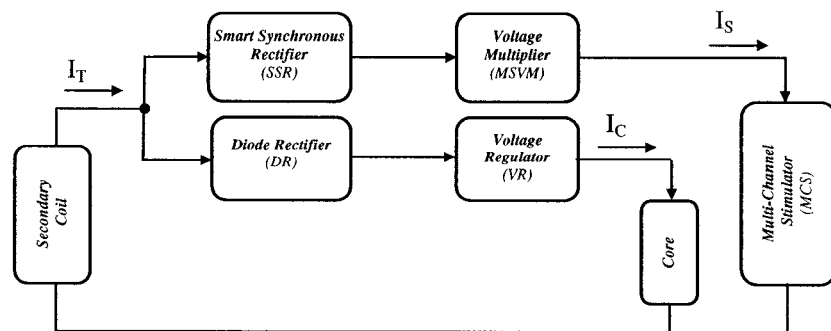 I_S
Smart Synchronous
Rectifier
(SSR)
Voltage
Multiplier
(MSVM)
I_T
I_C
Diode Rectifier
(DR)
Voltage
Regulator
(VR)
Secondary
Coil
Core
Multi-Channel
Stimulator
(MCS)